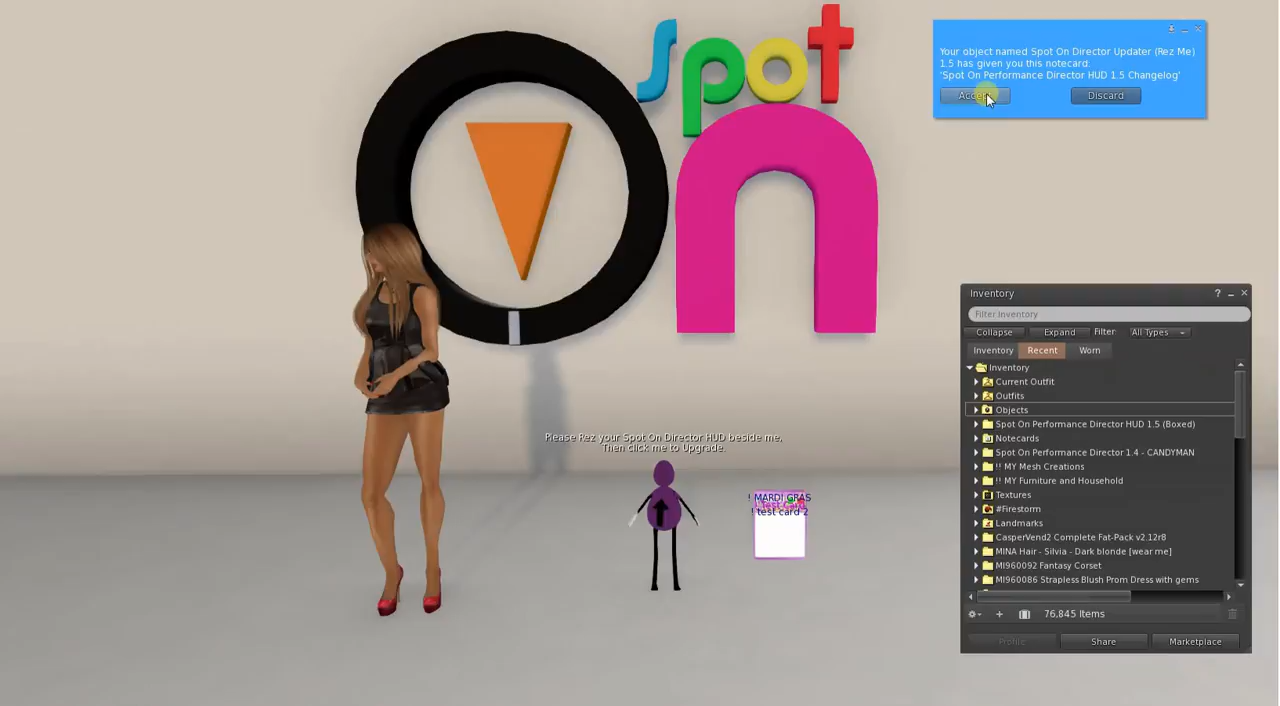 spot
On
Your object named Spot On Director Updater (Rez Me)
1.5 has given you this notecard:
'Spot On Performance Director HUD 1.5 Changelog'
Discard
Inventory
Filter Inventory
Collapse Expand Filter: All Types
Inventory Recent Worn
Inventory
Current Outfit
Outfits
Objects
Spot On Performance Director HUD 1.5 (Boxed)
Notecards
Spot On Performance Director 1.4 - CANDYMAN
!! MY Mesh Creations
!! MY Furniture and Household
Textures
#Firestorm
Landmarks
CasperVend2 Complete Fat-Pack v2.12r8
MINA Hair - Silvia - Dark blonde [wear me]
MI960092 Fantasy Corset
MI960086 Strapless Blush Prom Dress with gems
76,845 Items
Profile Share Marketplace
Please Rez your Spot On Director HUD beside me.
Then click me to Upgrade.
! MARDI GRAS
! Test Card
! test card 2